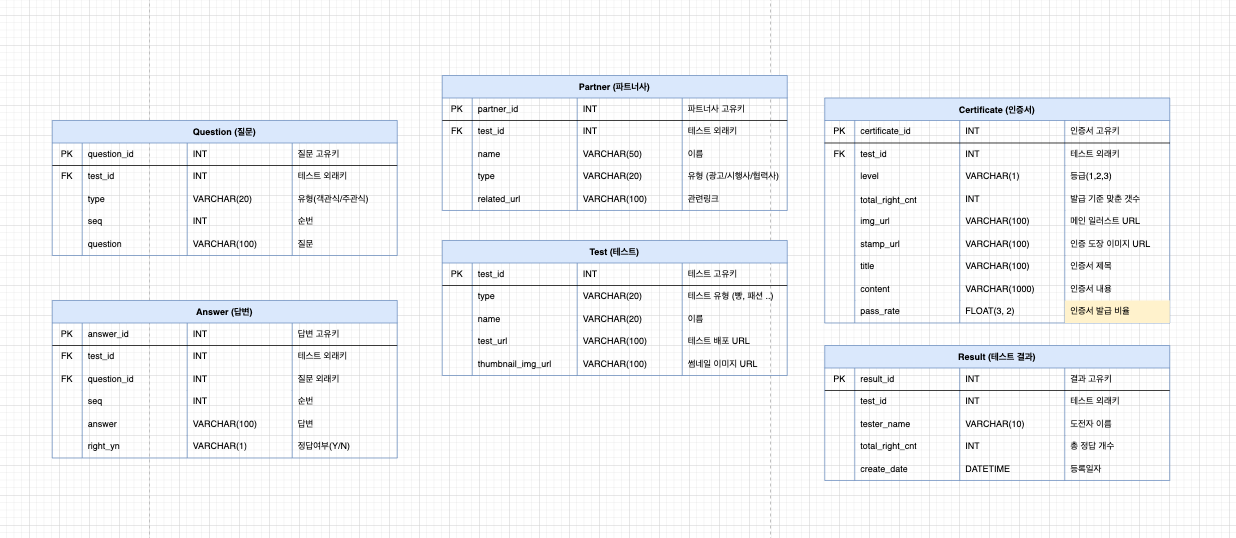 Question (질문)
PK question_id INT 질문 고유키
FK test_id INT 테스트 외래키
type VARCHAR(20) 유형(객관식/주관식)
seq INT 순번
question VARCHAR(100) 질문
Answer (답변)
PK answer_id INT 답변 고유키
FK test_id INT 테스트 외래키
FK question_id INT 질문 외래키
seq INT 순번
answer VARCHAR(100) 답변
right_yn VARCHAR(1) 정답여부(Y/N)
Partner (파트너사)
PK partner_id INT 파트너사 고유키
FK test_id INT 테스트 외래키
name VARCHAR(50) 이름
type VARCHAR(20) 유형 (광고/시행사/협력사)
related_url VARCHAR(100) 관련링크
Test (테스트)
PK test_id INT 테스트 고유키
type VARCHAR(20) 테스트 유형 (빵, 패션 ..)
name VARCHAR(20) 이름
test_url VARCHAR(100) 테스트 배포 URL
thumbnail_img_url VARCHAR(100) 썸네일 이미지 URL
Certificate (인증서)
PK certificate_id INT 인증서 고유키
FK test_id INT 테스트 외래키
level VARCHAR(1) 등급(1,2,3)
total_right_cnt INT 발급 기준 맞춘 갯수
img_url VARCHAR(100) 메인 일러스트 URL
stamp_url VARCHAR(100) 인증 도장 이미지 URL
title VARCHAR(100) 인증서 제목
content VARCHAR(1000) 인증서 내용
pass_rate FLOAT(3, 2) 인증서 발급 비율
Result (테스트 결과)
PK result_id INT 결과 고유키
test_id INT 테스트 외래키
tester_name VARCHAR(10) 도전자 이름
total_right_cnt INT 총 정답 개수
create_date DATETIME 등록일자